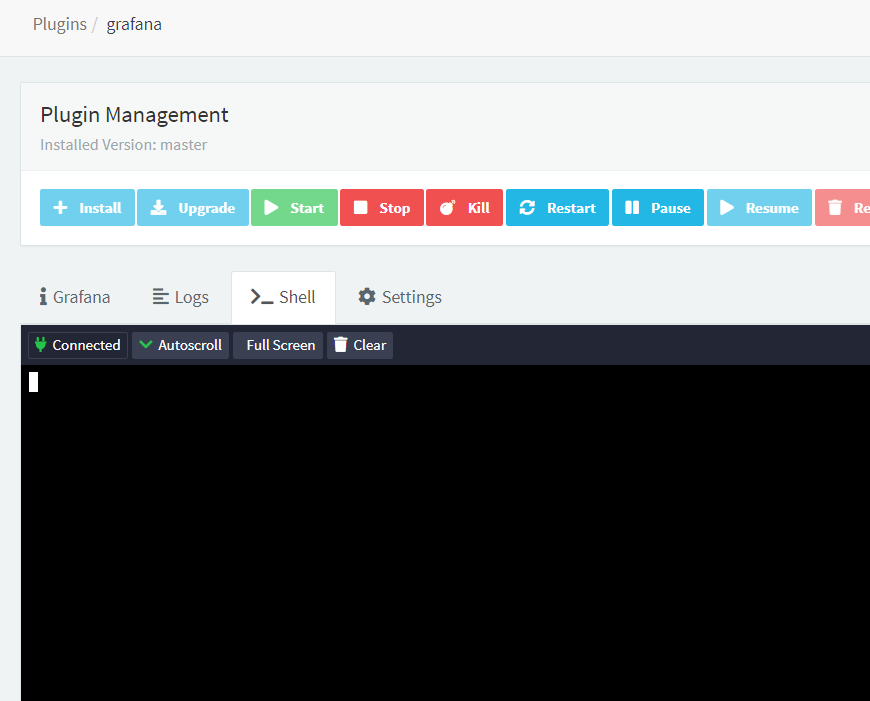 Plugins / grafana
Plugin Management
Installed Version: master
Install Upgrade Start Stop Kill Restart Pause Resume Re
Grafana Logs Shell Settings
Connected Autoscroll Full Screen Clear